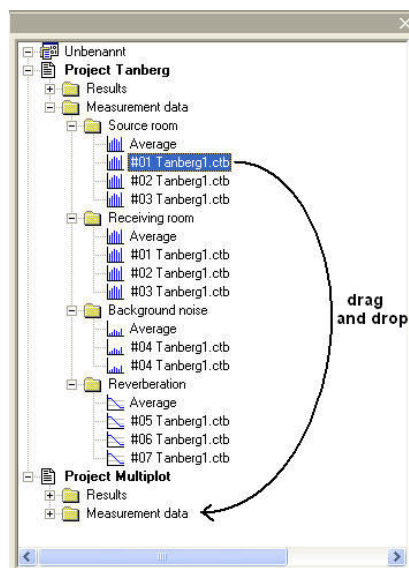 Unbenannt
Project Tanberg
Results
Measurement data
Source room
Average
#01 Tanberg1.ctb
#02 Tanberg1.ctb
#03 Tanberg1.ctb
Receiving room
Average
#01 Tanberg1.ctb
#02 Tanberg1.ctb
#03 Tanberg1.ctb
Background noise
Average
#04 Tanberg1.ctb
#04 Tanberg1.ctb
Reverberation
Average
#05 Tanberg1.ctb
#06 Tanberg1.ctb
#07 Tanberg1.ctb
Project Multiplot
Results
Measurement data
drag
and drop